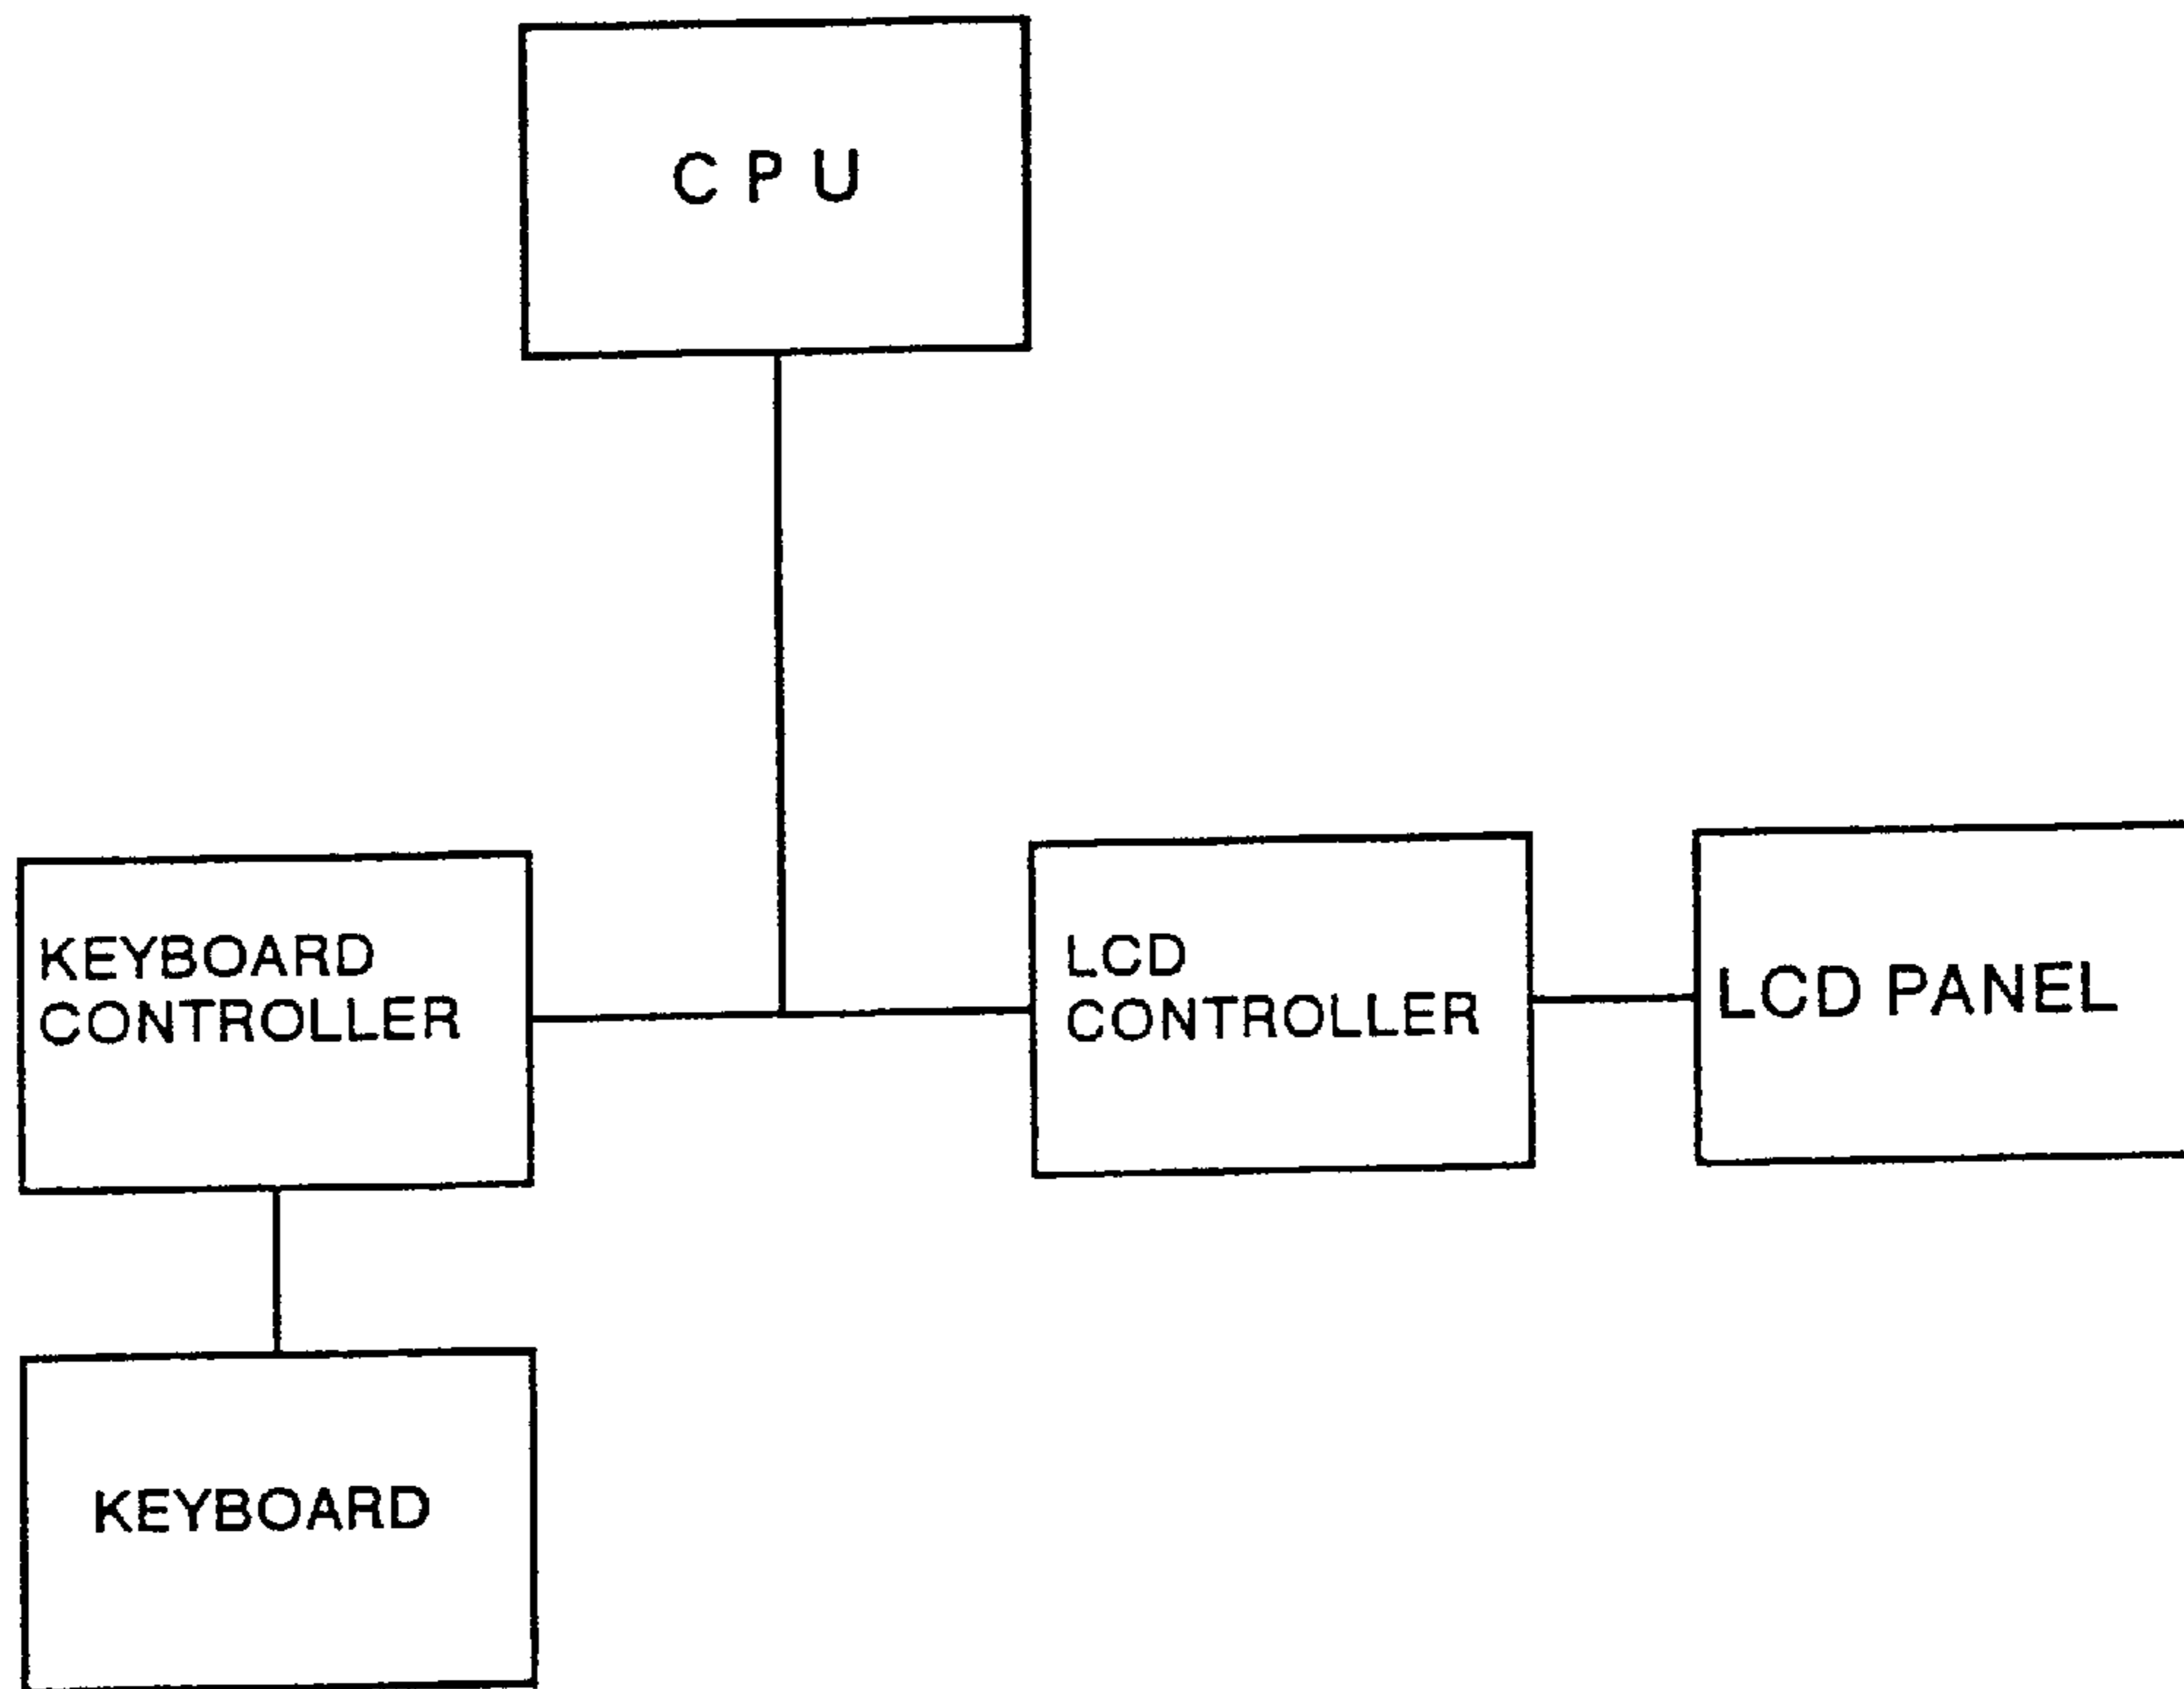 CPU
KEYBOARD
CONTROLLER
LCD
CONTROLLER
LCD PANEL
KEYBOARD